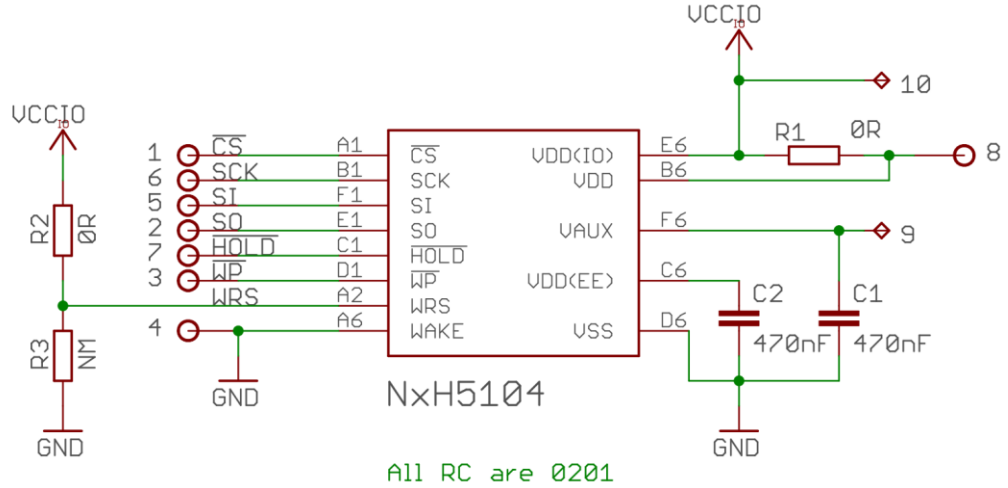 VCCIO
IO
10
VCCIO
IO
R1 0R
8
1 CS A1 CS VDD(IO) E6
6 SCK B1 SCK VDD B6
5 SI F1 SI
2 SO E1 SO VAUX F6 9
7 HOLD C1 HOLD
3 WP D1 WP VDD(EE) C6
WRS A2 WRS
4 A6 WAKE VSS D6
R2 0R
R3 NM
C2 C1
470nF 470nF
GND
GND
GND
NxH5104
All RC are 0201